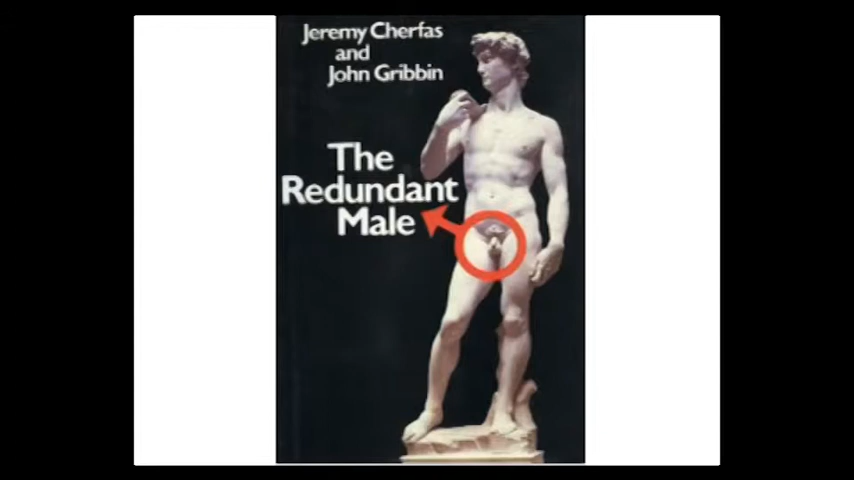 Jeremy Cherfas
and
John Gribbin
The
Redundant
Male